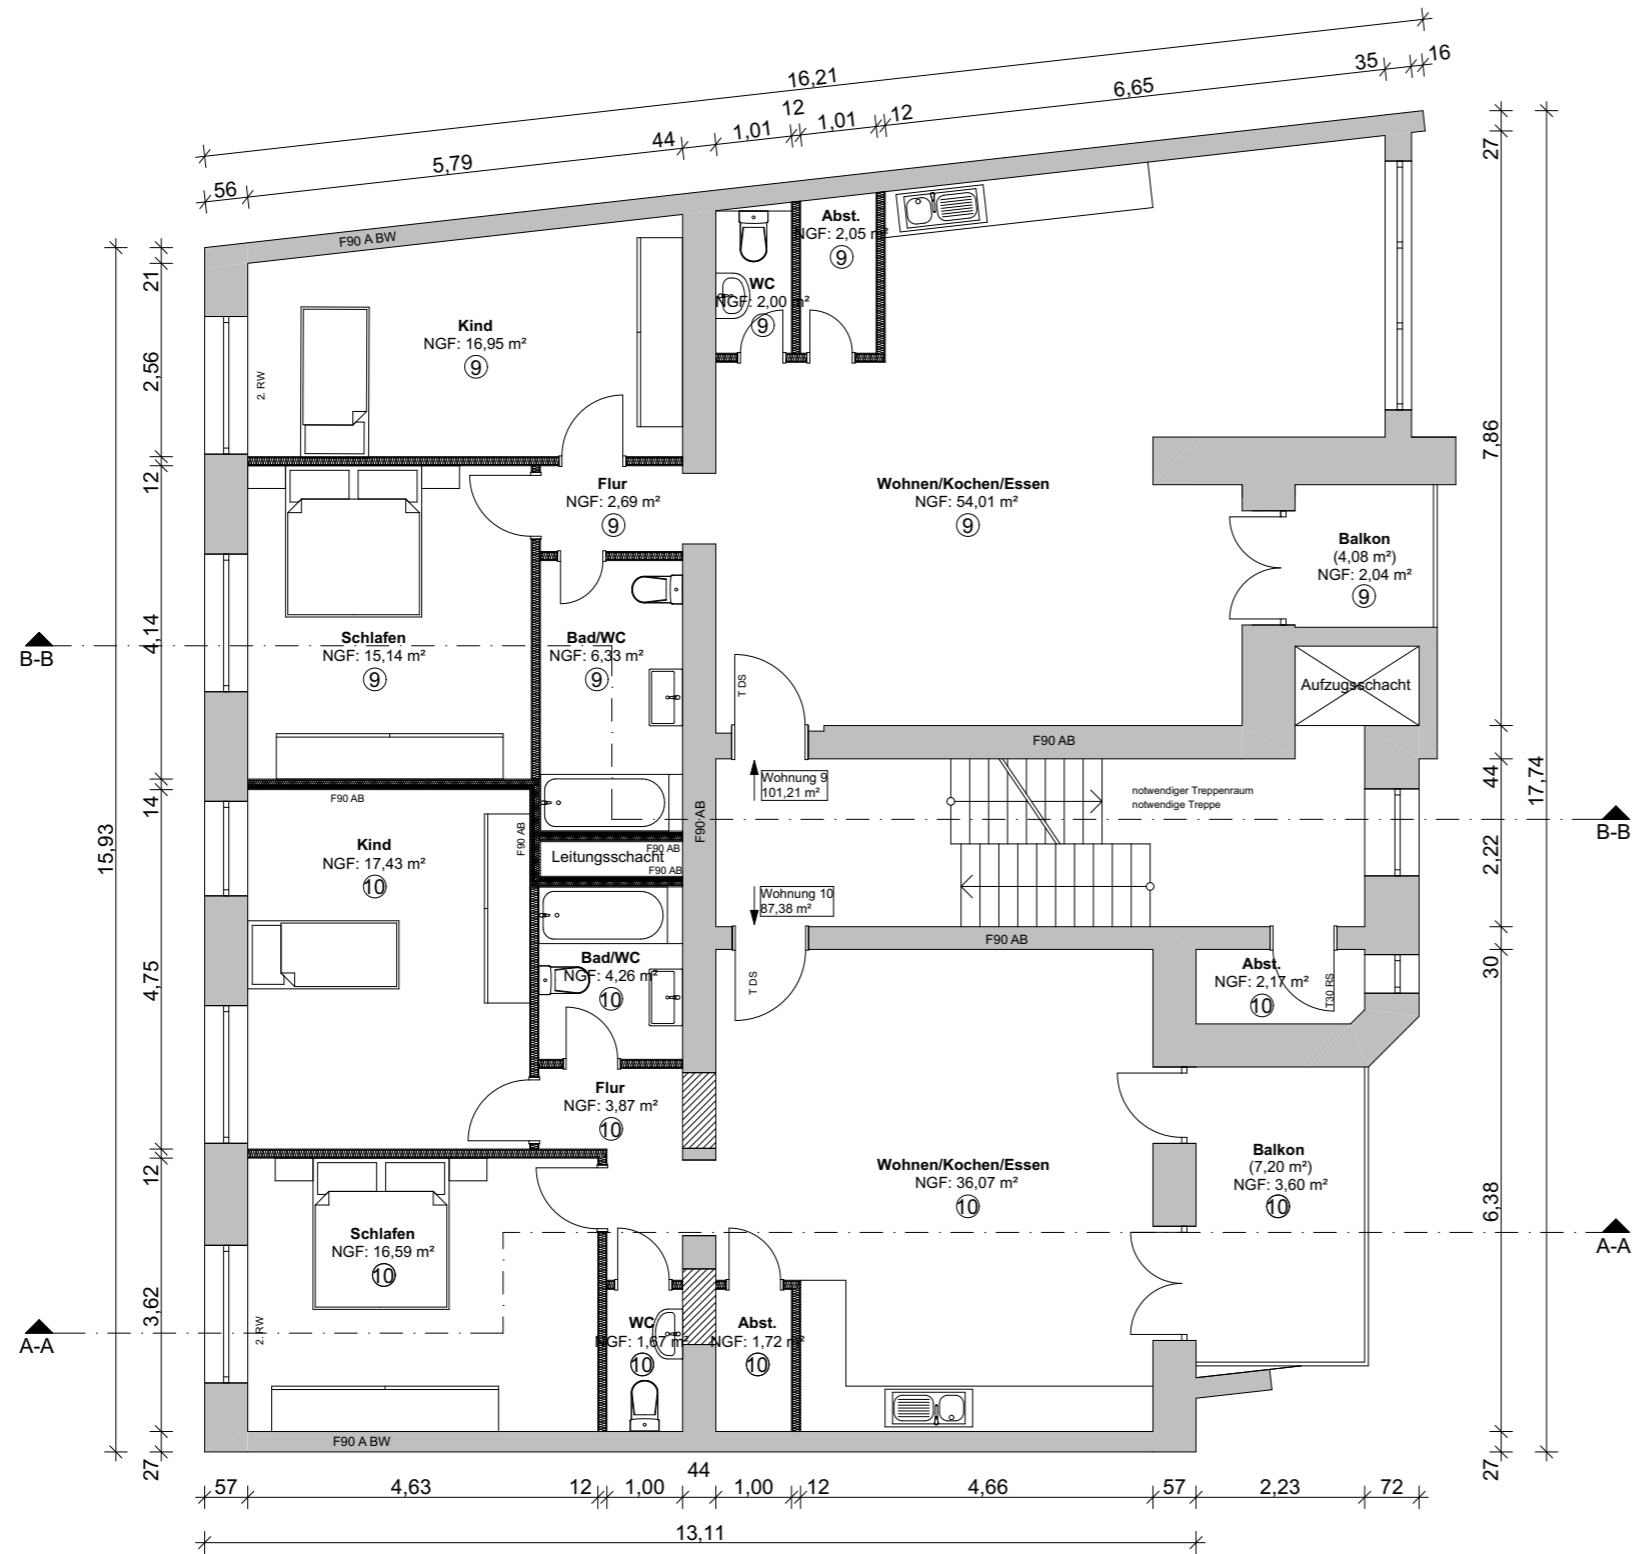 16,21
35
16
6,65
12
1,01
12
1,01
44
5,79
56
27
F90 A BW
Abst.
NGF: 2,05 m²
9
WC
NGF: 2,00 m²
9
Kind
NGF: 16,95 m²
9
2. RW
21
2,56
12
4,14
14
4,75
12
3,62
27
15,93
7,86
44
17,74
2,22
30
6,38
27
Flur
NGF: 2,69 m²
9
Wohnen/Kochen/Essen
NGF: 54,01 m²
9
Balkon
(4,08 m²)
NGF: 2,04 m²
9
B-B
Schlafen
NGF: 15,14 m²
9
Bad/WC
NGF: 6,33 m²
9
T DS
Aufzugsschacht
F90 AB
Wohnung 9
101,21 m²
notwendiger Treppenraum
notwendige Treppe
B-B
F90 AB
F90 AB
F90 AB
Kind
NGF: 17,43 m²
10
F90 AB
Leitungsschacht
F90 AB
Wohnung 10
87,38 m²
F90 AB
Bad/WC
NGF: 4,26 m²
10
T DS
Abst.
NGF: 2,17 m²
10
T30 RS
Flur
NGF: 3,87 m²
10
Wohnen/Kochen/Essen
NGF: 36,07 m²
10
Balkon
(7,20 m²)
NGF: 3,60 m²
10
Schlafen
NGF: 16,59 m²
10
A-A
A-A
2. RW
WC
NGF: 1,67 m²
10
Abst.
NGF: 1,72 m²
10
F90 A BW
57
4,63
12
1,00
44
1,00
12
4,66
57
2,23
72
13,11